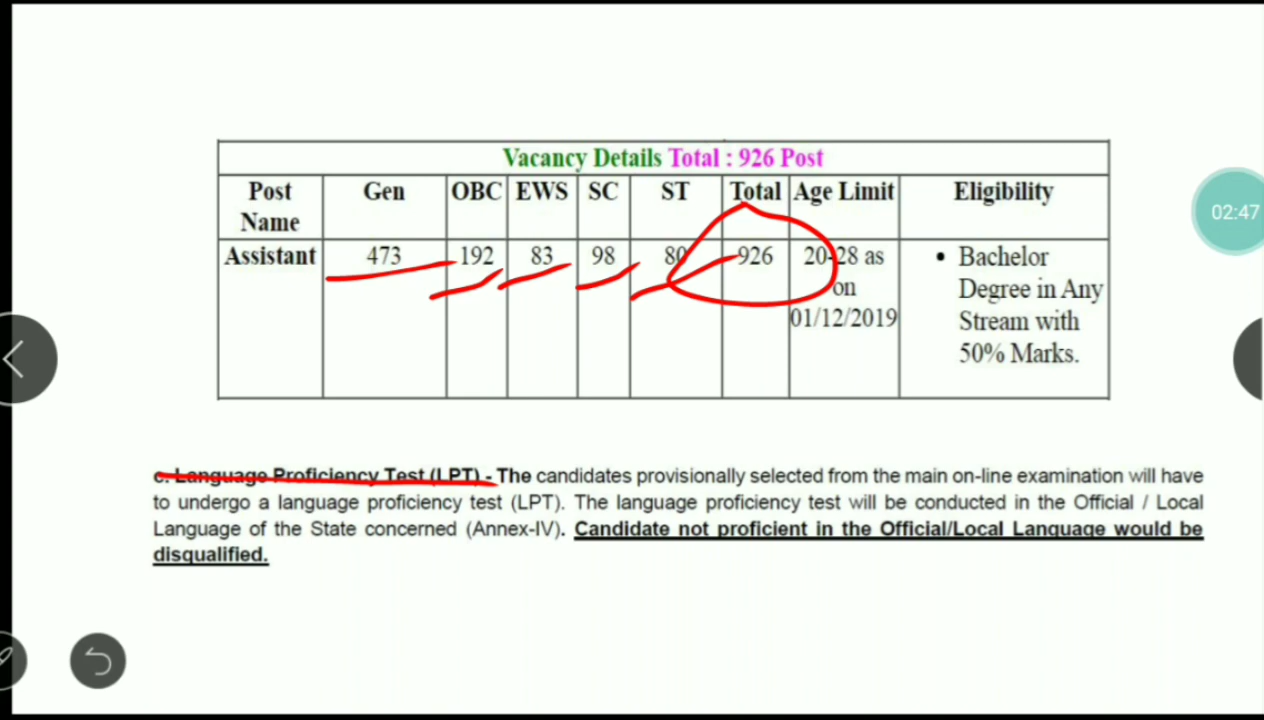 Vacancy Details Total : 926 Post
Post Name Gen OBC EWS SC ST Total Age Limit Eligibility
Assistant 473 192 83 98 80 926 20-28 as on 01/12/2019 • Bachelor Degree in Any Stream with 50% Marks.
02:47
c. Language Proficiency Test (LPT) - The candidates provisionally selected from the main on-line examination will have
to undergo a language proficiency test (LPT). The language proficiency test will be conducted in the Official / Local
Language of the State concerned (Annex-IV). Candidate not proficient in the Official/Local Language would be
disqualified.